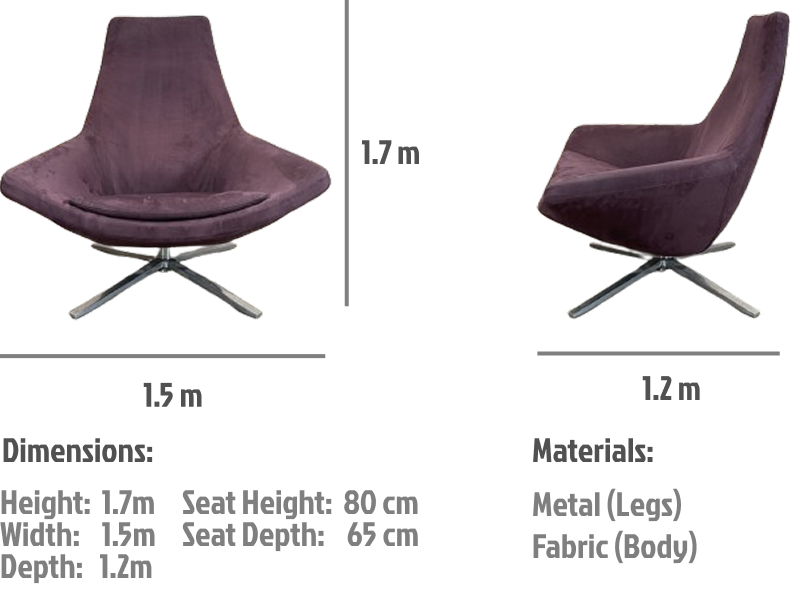 1.7 m
1.5 m
1.2 m
Dimensions:
Height: 1.7m Seat Height: 80 cm
Width: 1.5m Seat Depth: 65 cm
Depth: 1.2m
Materials:
Metal (Legs)
Fabric (Body)